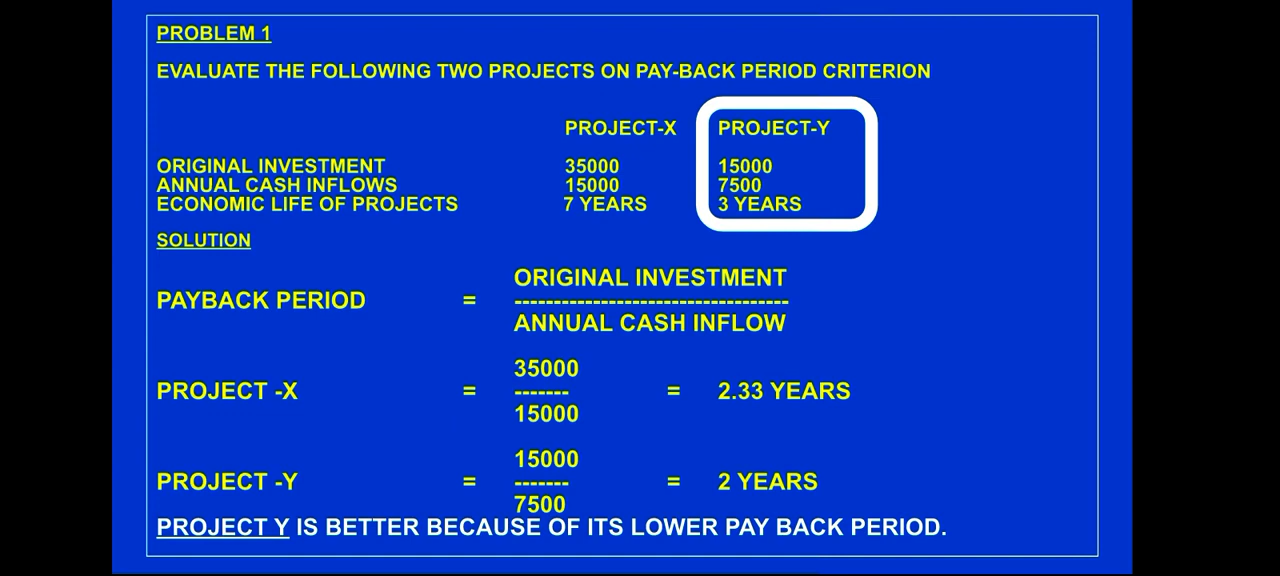 PROBLEM 1
EVALUATE THE FOLLOWING TWO PROJECTS ON PAY-BACK PERIOD CRITERION
PROJECT-X PROJECT-Y
ORIGINAL INVESTMENT 35000 15000
ANNUAL CASH INFLOWS 15000 7500
ECONOMIC LIFE OF PROJECTS 7 YEARS 3 YEARS
SOLUTION
ORIGINAL INVESTMENT
PAYBACK PERIOD = -----------------------------------
ANNUAL CASH INFLOW
35000
PROJECT -X = ------- = 2.33 YEARS
15000
15000
PROJECT -Y = ------- = 2 YEARS
7500
PROJECT Y IS BETTER BECAUSE OF ITS LOWER PAY BACK PERIOD.